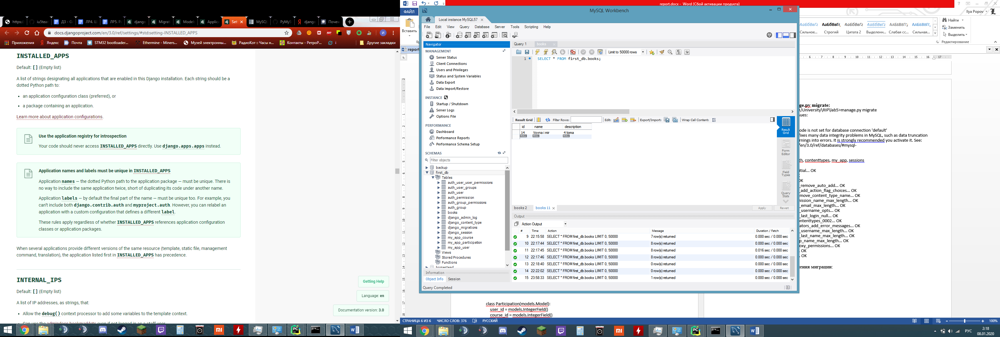 https:/
iu5tear
ДЗ - G
ЛР4. Ш
ЛР5. Р
django
Migrat
Models
Applic
Sett
MySQL
PyMyS
django
Почем
docs.djangoproject.com/en/3.0/ref/settings/#std:setting-INSTALLED_APPS
Приложения
Яндекс
Почта
STM32 bootloader...
Ethermine - Miners...
Музей электронны...
РадиоКот :: Часы н...
Контакты - РетроР...
Другие закладки
INSTALLED_APPS
Default: [] (Empty list)
A list of strings designating all applications that are enabled in this Django installation. Each string should be a
dotted Python path to:
• an application configuration class (preferred), or
• a package containing an application.
Learn more about application configurations.
Use the application registry for introspection
Your code should never access INSTALLED_APPS directly. Use django.apps.apps instead.
Application names and labels must be unique in INSTALLED_APPS
Application names — the dotted Python path to the application package — must be unique. There is
no way to include the same application twice, short of duplicating its code under another name.
Application labels — by default the final part of the name — must be unique too. For example, you
can't include both django.contrib.auth and myproject.auth. However, you can relabel an
application with a custom configuration that defines a different label.
These rules apply regardless of whether INSTALLED_APPS references application configuration
classes or application packages.
When several applications provide different versions of the same resource (template, static file, management
command, translation), the application listed first in INSTALLED_APPS has precedence.
INTERNAL_IPS
Default: [] (Empty list)
A list of IP addresses, as strings, that:
• Allow the debug() context processor to add some variables to the template context.
Getting Help
Language: en
Documentation version: 3.0
report.docx - Word (Сбой активации продукта)
ФАЙЛ
Вставить
report
Ilya Popov
АаБбВвГг АаБбВвГг, АаБбВвГг АаБбВвГг АаБбВвГг АаБбВвГг,
Сильное... Строгий Цитата 2 Выделенн... Слабая сс... Сильная...
Найти
Заменить
Выделить
Редактирование
MySQL Workbench
Local instance MySQL57
File Edit View Query Database Server Tools Scripting Help
Navigator
MANAGEMENT
Server Status
Client Connections
Users and Privileges
Status and System Variables
Data Export
Data Import/Restore
INSTANCE
Startup / Shutdown
Server Logs
Options File
PERFORMANCE
Dashboard
Performance Reports
Performance Schema Setup
SCHEMAS
Filter objects
backup
first_db
Tables
auth_user_user_permissions
auth_user_groups
auth_user
auth_permission
auth_group_permissions
auth_group
books
django_admin_log
django_content_type
django_migrations
django_session
my_app_course
my_app_participation
my_app_user
Views
Stored Procedures
Functions
homestead
Information
Object Info Session
Query Completed
Query 1 books
Limit to 50000 rows
1 SELECT * FROM first_db.books;
Result Grid Filter Rows: Edit: Export/Import: Wrap Cell Content:
id name description
14 Vovna i mir 4 toma
NULL NULL NULL
Result Grid
Form Editor
Field Types
Query Stats
books 2 books 11 Apply Revert
Output
Action Output
# Time Action Message Duration / Fetch
9 22:15:58 SELECT * FROM first_db.books LIMIT 0, 50000 7 row(s) returned 0.000 sec / 0.000 sec
10 22:17:44 SELECT * FROM first_db.books LIMIT 0, 50000 8 row(s) returned 0.000 sec / 0.000 sec
11 22:17:45 SELECT * FROM first_db.books LIMIT 0, 50000 8 row(s) returned 0.016 sec / 0.000 sec
12 22:17:46 SELECT * FROM first_db.books LIMIT 0, 50000 8 row(s) returned 0.000 sec / 0.000 sec
13 22:18:40 SELECT * FROM first_db.books LIMIT 0, 50000 0 row(s) returned 0.000 sec / 0.000 sec
14 22:22:02 SELECT * FROM first_db.books LIMIT 0, 50000 0 row(s) returned 0.000 sec / 0.000 sec
15 23:58:33 SELECT * FROM first_db.books LIMIT 0, 50000 1 row(s) returned 0.000 sec / 0.000 sec
ge.py migrate:
\!University\RIP\lab5>manage.py migrate
sues:
ode is not set for database connection 'default'
fixes many data integrity problems in MySQL, such as data truncation
rnings into errors. It is strongly recommended you activate it. See:
/en/3.0/ref/databases/#mysql-
th, contenttypes, my_app, sessions
itial... OK
OK
_remove_auto_add... OK
_add_action_flag_choices... OK
emove_content_type_name... OK
mission_name_max_length... OK
_email_max_length... OK
_username_opts... OK
_last_login_null... OK
ontenttypes_0002... OK
ators_add_error_messages... OK
_username_max_length... OK
_last_name_max_length... OK
p_name_max_length... OK
oxy_permissions... OK
. OK
. OK
ения миграции:
class Participation(models.Model):
user_id = models.IntegerField()
course_id = models.IntegerField()
СТРАНИЦА 6 ИЗ 6 ЧИСЛО СЛОВ: 376 РУССКИЙ
100%
РУС
2:18
08.01.2020